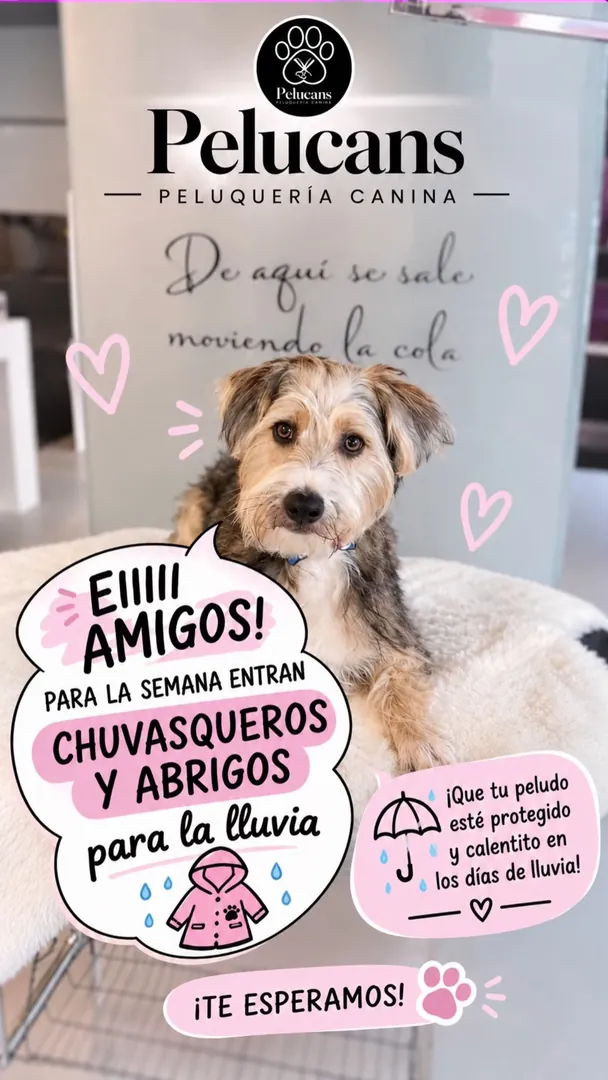 Pelucans
PELUQUERÍA CANINA
Pelucans
PELUQUERÍA CANINA
De aquí se sale
moviendo la cola
EIIIII
AMIGOS!
PARA LA SEMANA ENTRAN
CHUVASQUEROS
Y ABRIGOS
para la lluvia
¡Que tu peludo
esté protegido
y calentito en
los días de lluvia!
¡TE ESPERAMOS!